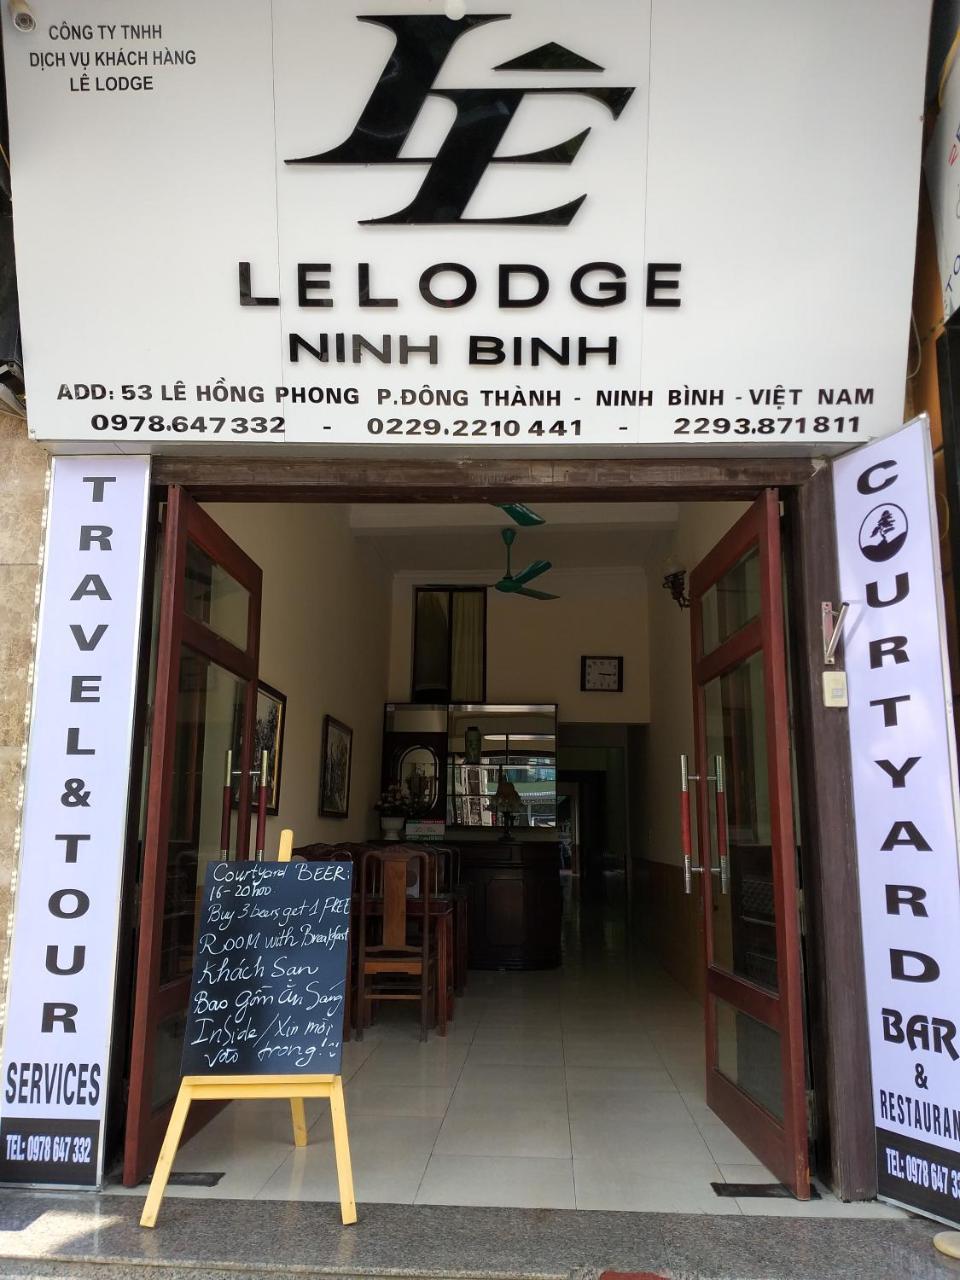 CÔNG TY TNHH
DỊCH VỤ KHÁCH HÀNG
LÊ LODGE
LÊ
LELODGE
NINH BINH
ADD: 53 LÊ HỒNG PHONG P.ĐÔNG THÀNH - NINH BÌNH - VIỆT NAM
0978.647332 - 0229.2210441 - 2293.871811
TRAVEL & TOUR
SERVICES
TEL: 0978 647 332
COURTYARD
BAR
&
RESTAURAN
TEL: 0978 647 33
Courtyard BEER:
16-20h00
Buy 3 beers get 1 FREE
ROOM with Breakfast
Khách Sạn
Bao gồm Ăn Sáng
Inside/Xin mời
vào trong!